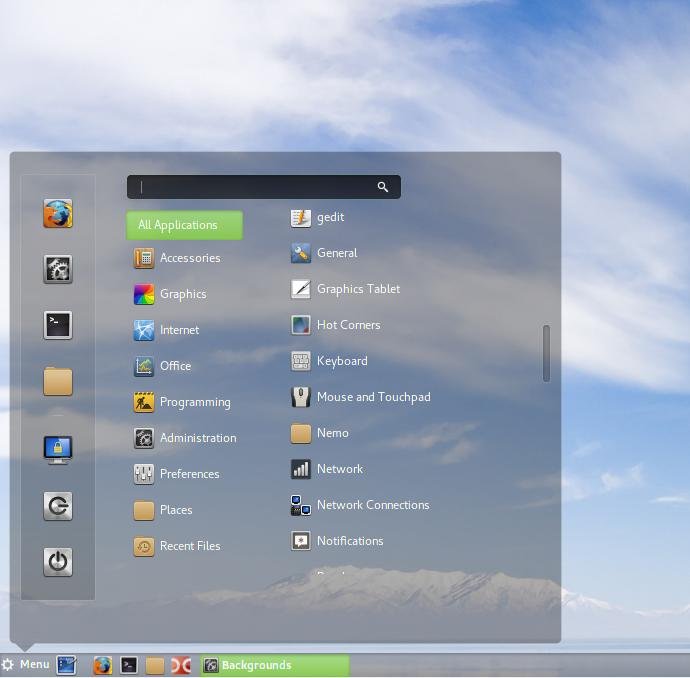 All Applications
Accessories
Graphics
Internet
Office
Programming
Administration
Preferences
Places
Recent Files
gedit
General
Graphics Tablet
Hot Corners
Keyboard
Mouse and Touchpad
Nemo
Network
Network Connections
Notifications
Menu
Backgrounds